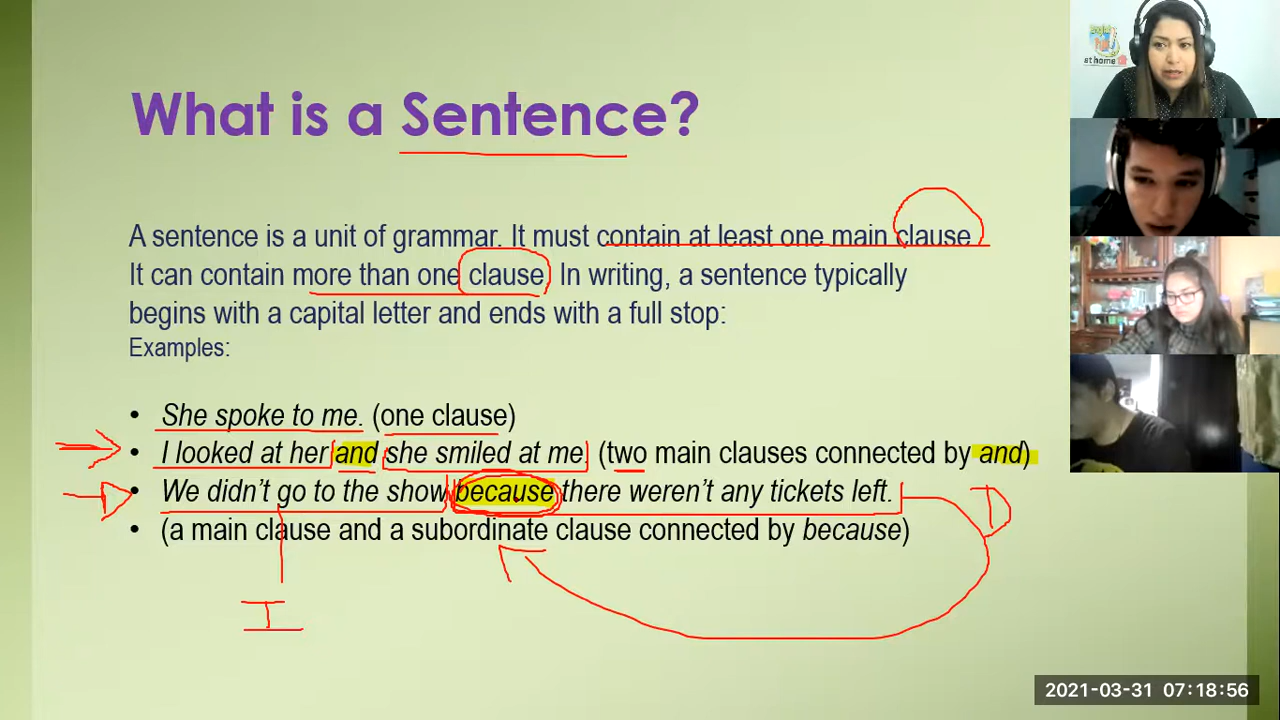 What is a Sentence?
A sentence is a unit of grammar. It must contain at least one main clause.
It can contain more than one clause. In writing, a sentence typically
begins with a capital letter and ends with a full stop:
Examples:
• She spoke to me. (one clause)
• I looked at her and she smiled at me. (two main clauses connected by and)
• We didn't go to the show because there weren't any tickets left.
• (a main clause and a subordinate clause connected by because)
D
I
at home
2021-03-31 07:18:56